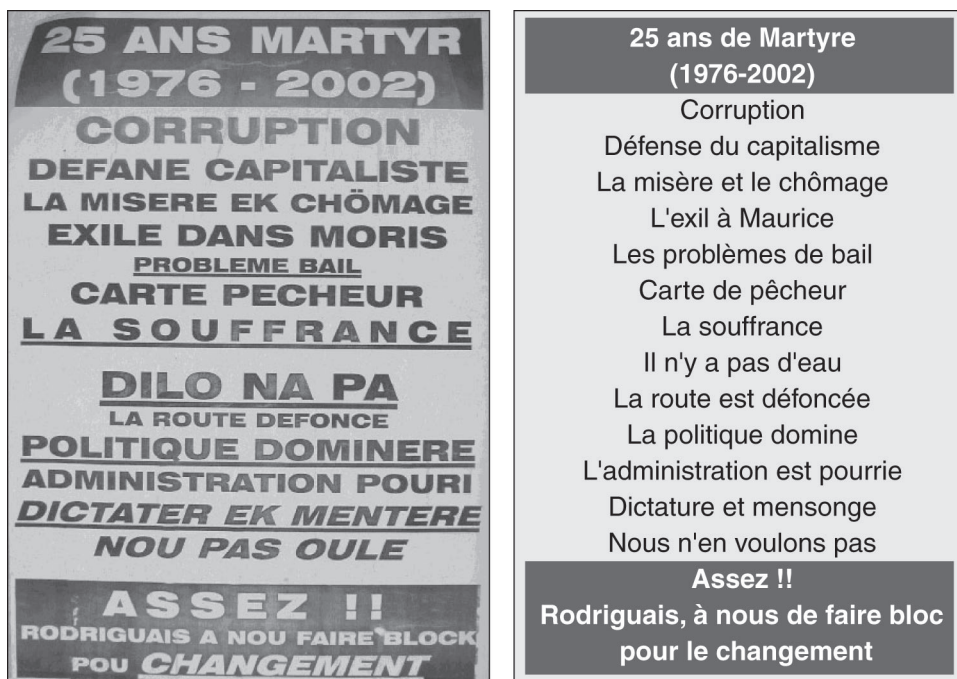 25 ANS MARTYR
(1976 - 2002)
CORRUPTION
DEFANE CAPITALISTE
LA MISERE EK CHÖMAGE
EXILE DANS MORIS
PROBLEME BAIL
CARTE PECHEUR
LA SOUFFRANCE
DILO NA PA
LA ROUTE DEFONCE
POLITIQUE DOMINERE
ADMINISTRATION POURI
DICTATER EK MENTERE
NOU PAS OULE
ASSEZ !!
RODRIGUAIS A NOU FAIRE BLOCK
POU CHANGEMENT
25 ans de Martyre
(1976-2002)
Corruption
Défense du capitalisme
La misère et le chômage
L'exil à Maurice
Les problèmes de bail
Carte de pêcheur
La souffrance
Il n'y a pas d'eau
La route est défoncée
La politique domine
L'administration est pourrie
Dictature et mensonge
Nous n'en voulons pas
Assez !!
Rodriguais, à nous de faire bloc
pour le changement